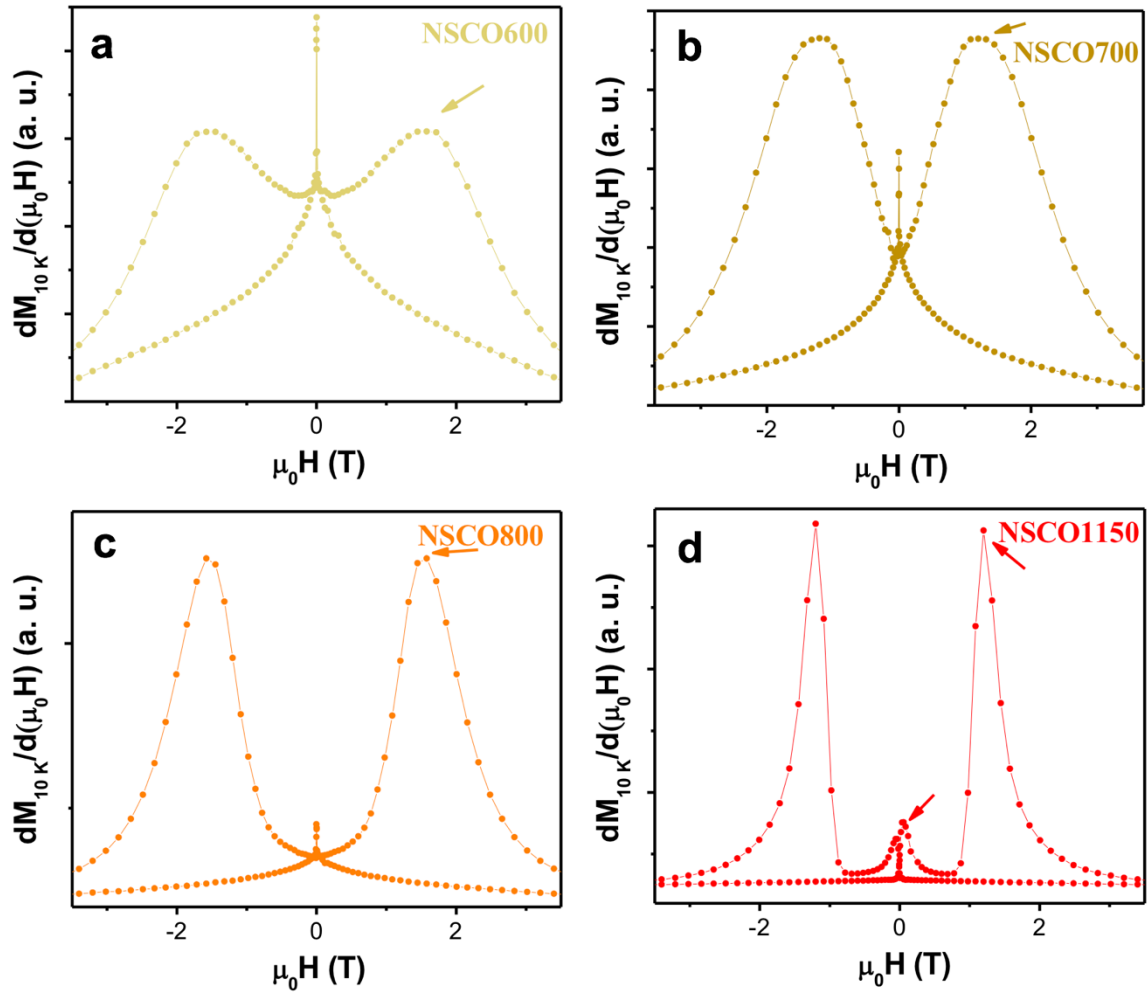 a
NSCO600
dM10 K/d(μ0H) (a. u.)
-2 0 2
μ0H (T)
b
NSCO700
dM10 K/d(μ0H) (a. u.)
-2 0 2
μ0H (T)
c
NSCO800
dM10 K/d(μ0H) (a. u.)
-2 0 2
μ0H (T)
d
NSCO1150
dM10 K/d(μ0H) (a. u.)
-2 0 2
μ0H (T)